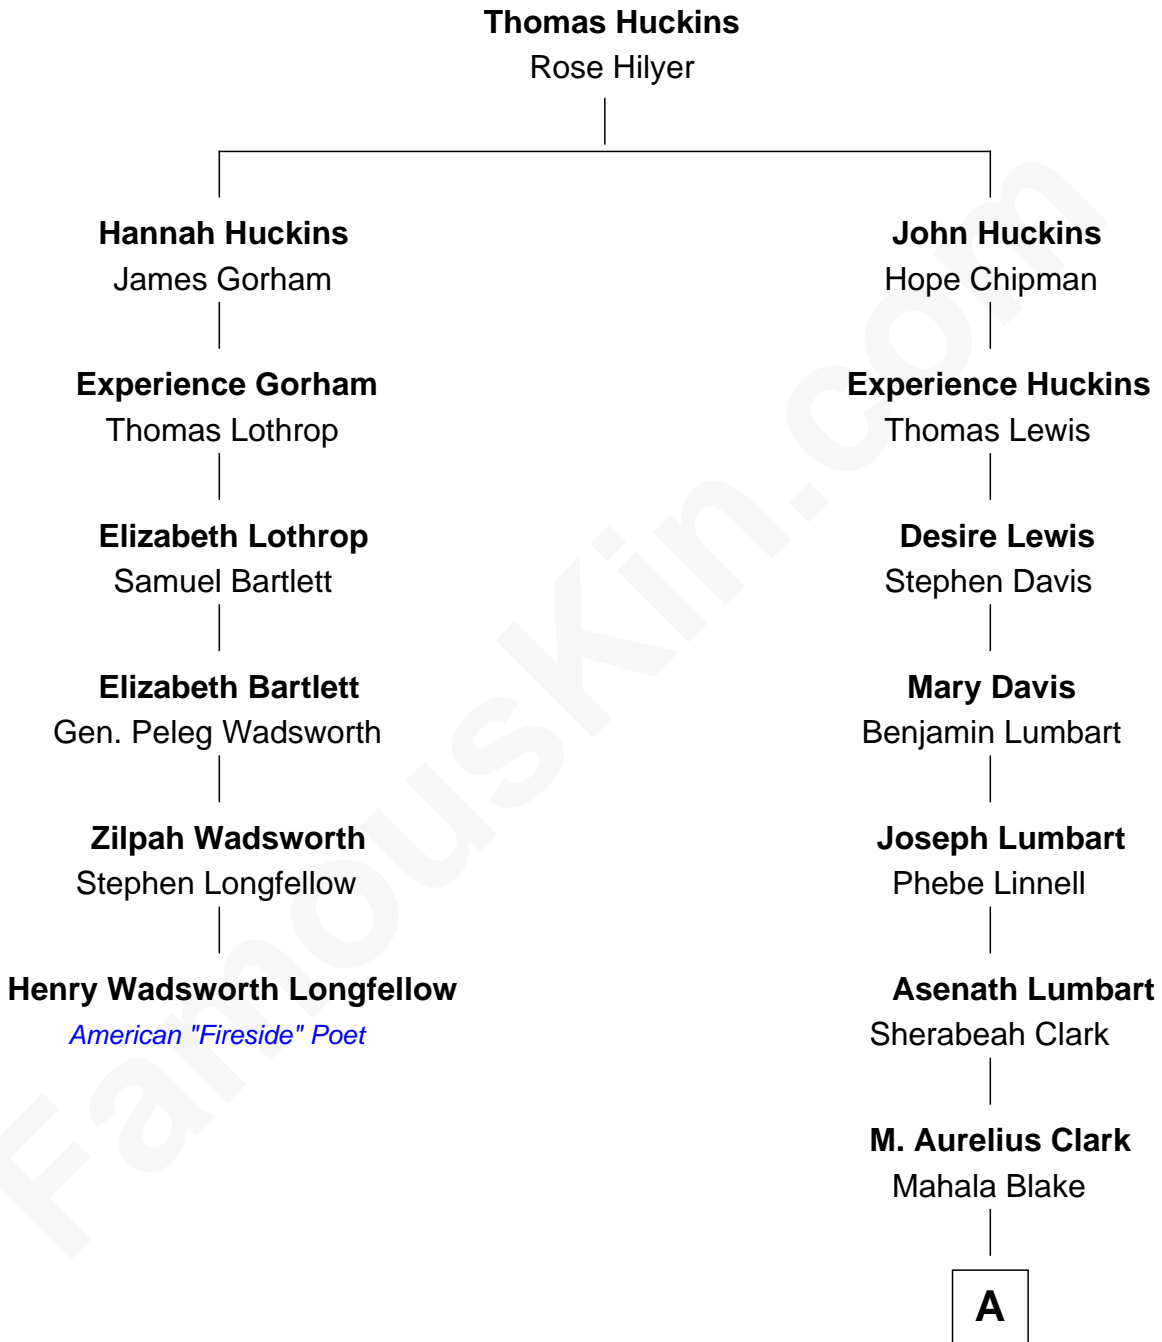 Thomas Huckins
Rose Hilyer
Hannah Huckins
James Gorham
John Huckins
Hope Chipman
Experience Gorham
Thomas Lothrop
Experience Huckins
Thomas Lewis
Elizabeth Lothrop
Samuel Bartlett
Desire Lewis
Stephen Davis
Elizabeth Bartlett
Gen. Peleg Wadsworth
Mary Davis
Benjamin Lumbart
Zilpah Wadsworth
Stephen Longfellow
Joseph Lumbart
Phebe Linnell
Henry Wadsworth Longfellow
American "Fireside" Poet
Asenath Lumbart
Sherabeah Clark
M. Aurelius Clark
Mahala Blake
A
FamousKin.com